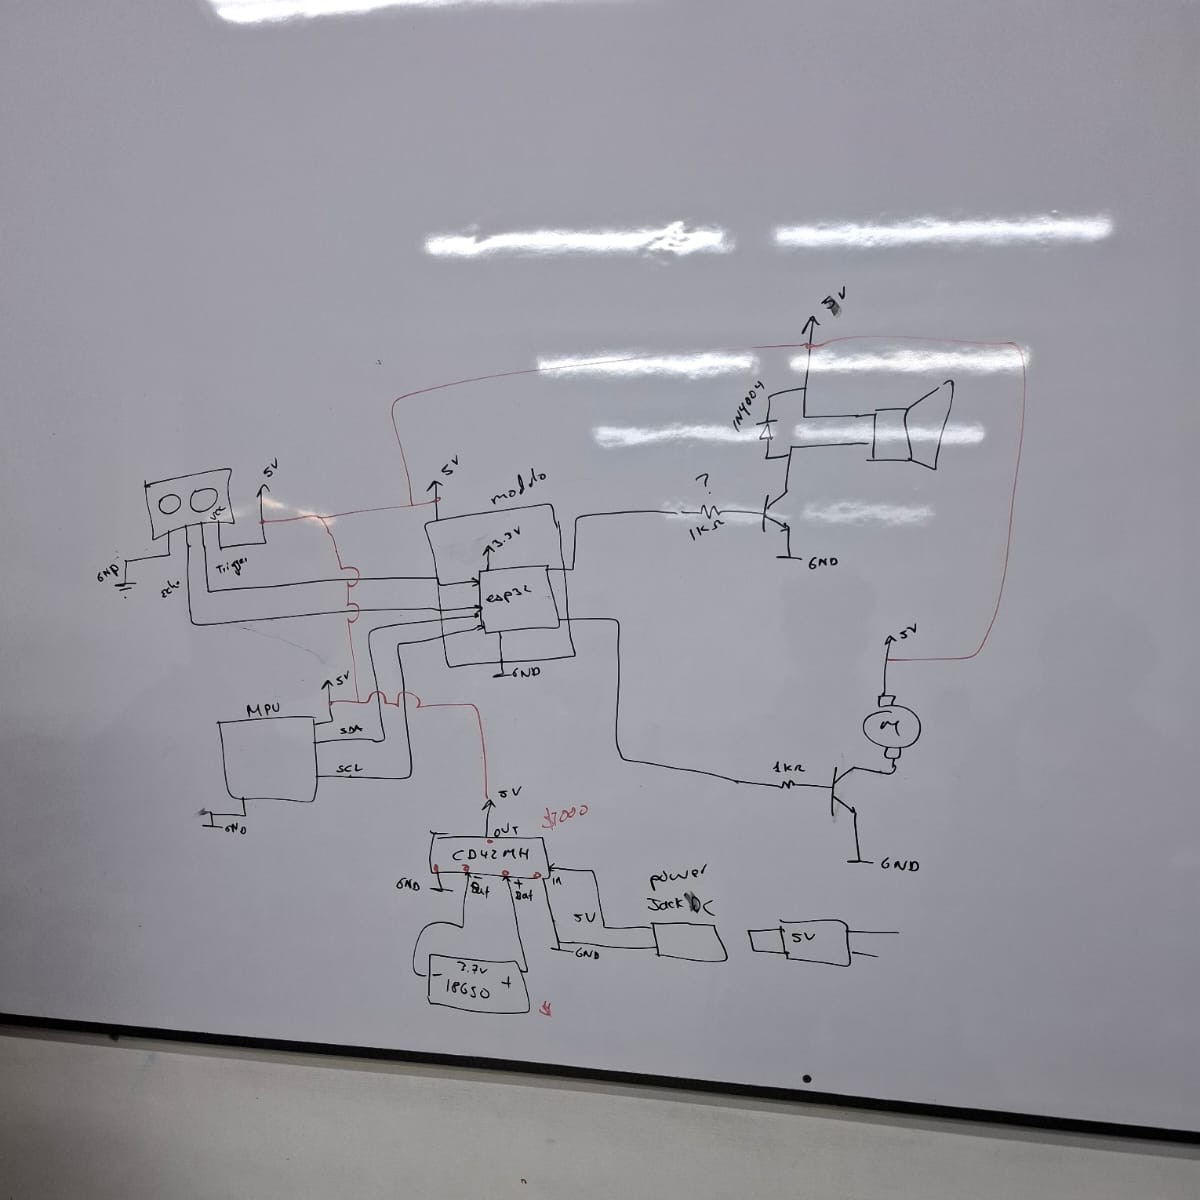 5V
1N4004
?
1KΩ
GND
5V
5V
modulo
3.3V
esp32
GND
VCC
GND
echo
Trigger
5V
MPU
5V
SDA
SCL
GND
5V
M
1KΩ
GND
5V
OUT
$7000
CD42MH
GND
- Bat
+ Bat
IN
5V
GND
power
Jack DC
5V
3.7V
- 18650 +
$